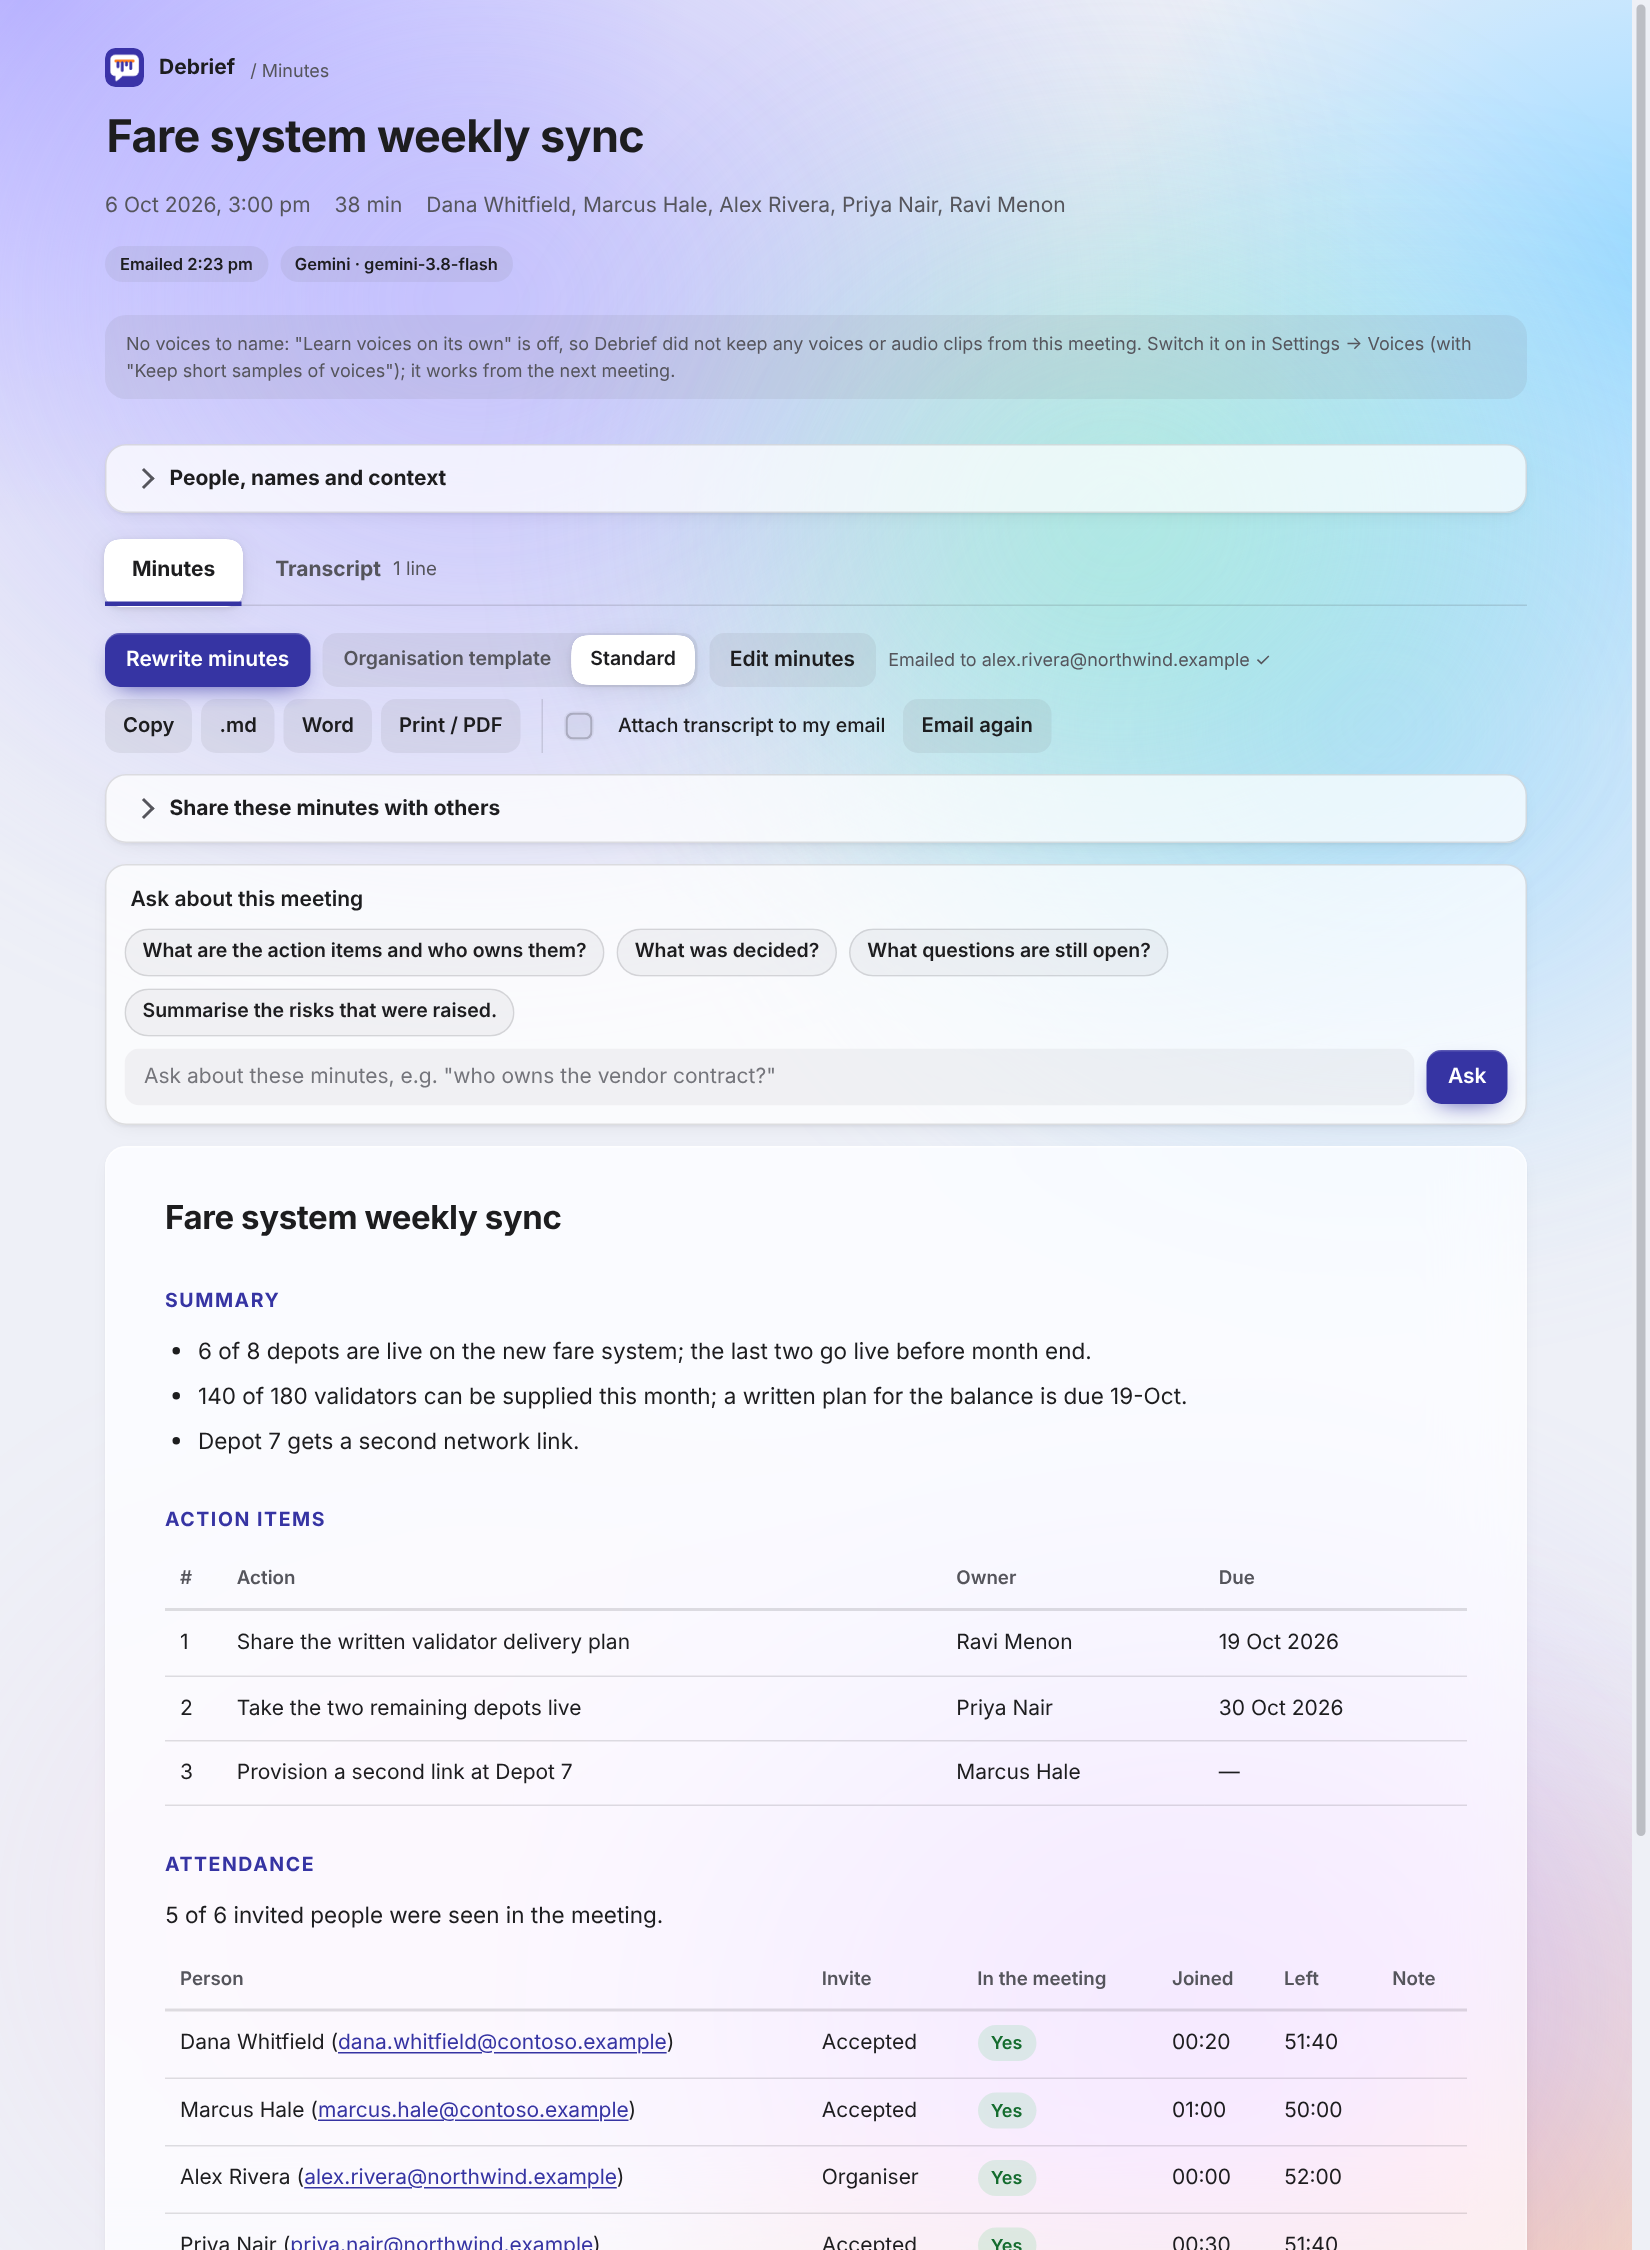 Debrief / Minutes
Fare system weekly sync
6 Oct 2026, 3:00 pm 38 min Dana Whitfield, Marcus Hale, Alex Rivera, Priya Nair, Ravi Menon
Emailed 2:23 pm Gemini · gemini-3.8-flash
No voices to name: "Learn voices on its own" is off, so Debrief did not keep any voices or audio clips from this meeting. Switch it on in Settings → Voices (with
"Keep short samples of voices"); it works from the next meeting.
People, names and context
Minutes Transcript 1 line
Rewrite minutes Organisation template Standard Edit minutes Emailed to alex.rivera@northwind.example ✓
Copy .md Word Print / PDF Attach transcript to my email Email again
Share these minutes with others
Ask about this meeting
What are the action items and who owns them? What was decided? What questions are still open?
Summarise the risks that were raised.
Ask about these minutes, e.g. "who owns the vendor contract?" Ask
Fare system weekly sync
SUMMARY
• 6 of 8 depots are live on the new fare system; the last two go live before month end.
• 140 of 180 validators can be supplied this month; a written plan for the balance is due 19-Oct.
• Depot 7 gets a second network link.
ACTION ITEMS
# Action Owner Due
1 Share the written validator delivery plan Ravi Menon 19 Oct 2026
2 Take the two remaining depots live Priya Nair 30 Oct 2026
3 Provision a second link at Depot 7 Marcus Hale —
ATTENDANCE
5 of 6 invited people were seen in the meeting.
Person Invite In the meeting Joined Left Note
Dana Whitfield (dana.whitfield@contoso.example) Accepted Yes 00:20 51:40
Marcus Hale (marcus.hale@contoso.example) Accepted Yes 01:00 50:00
Alex Rivera (alex.rivera@northwind.example) Organiser Yes 00:00 52:00
Priya Nair (priya.nair@northwind.example) Accepted Yes 00:30 51:40